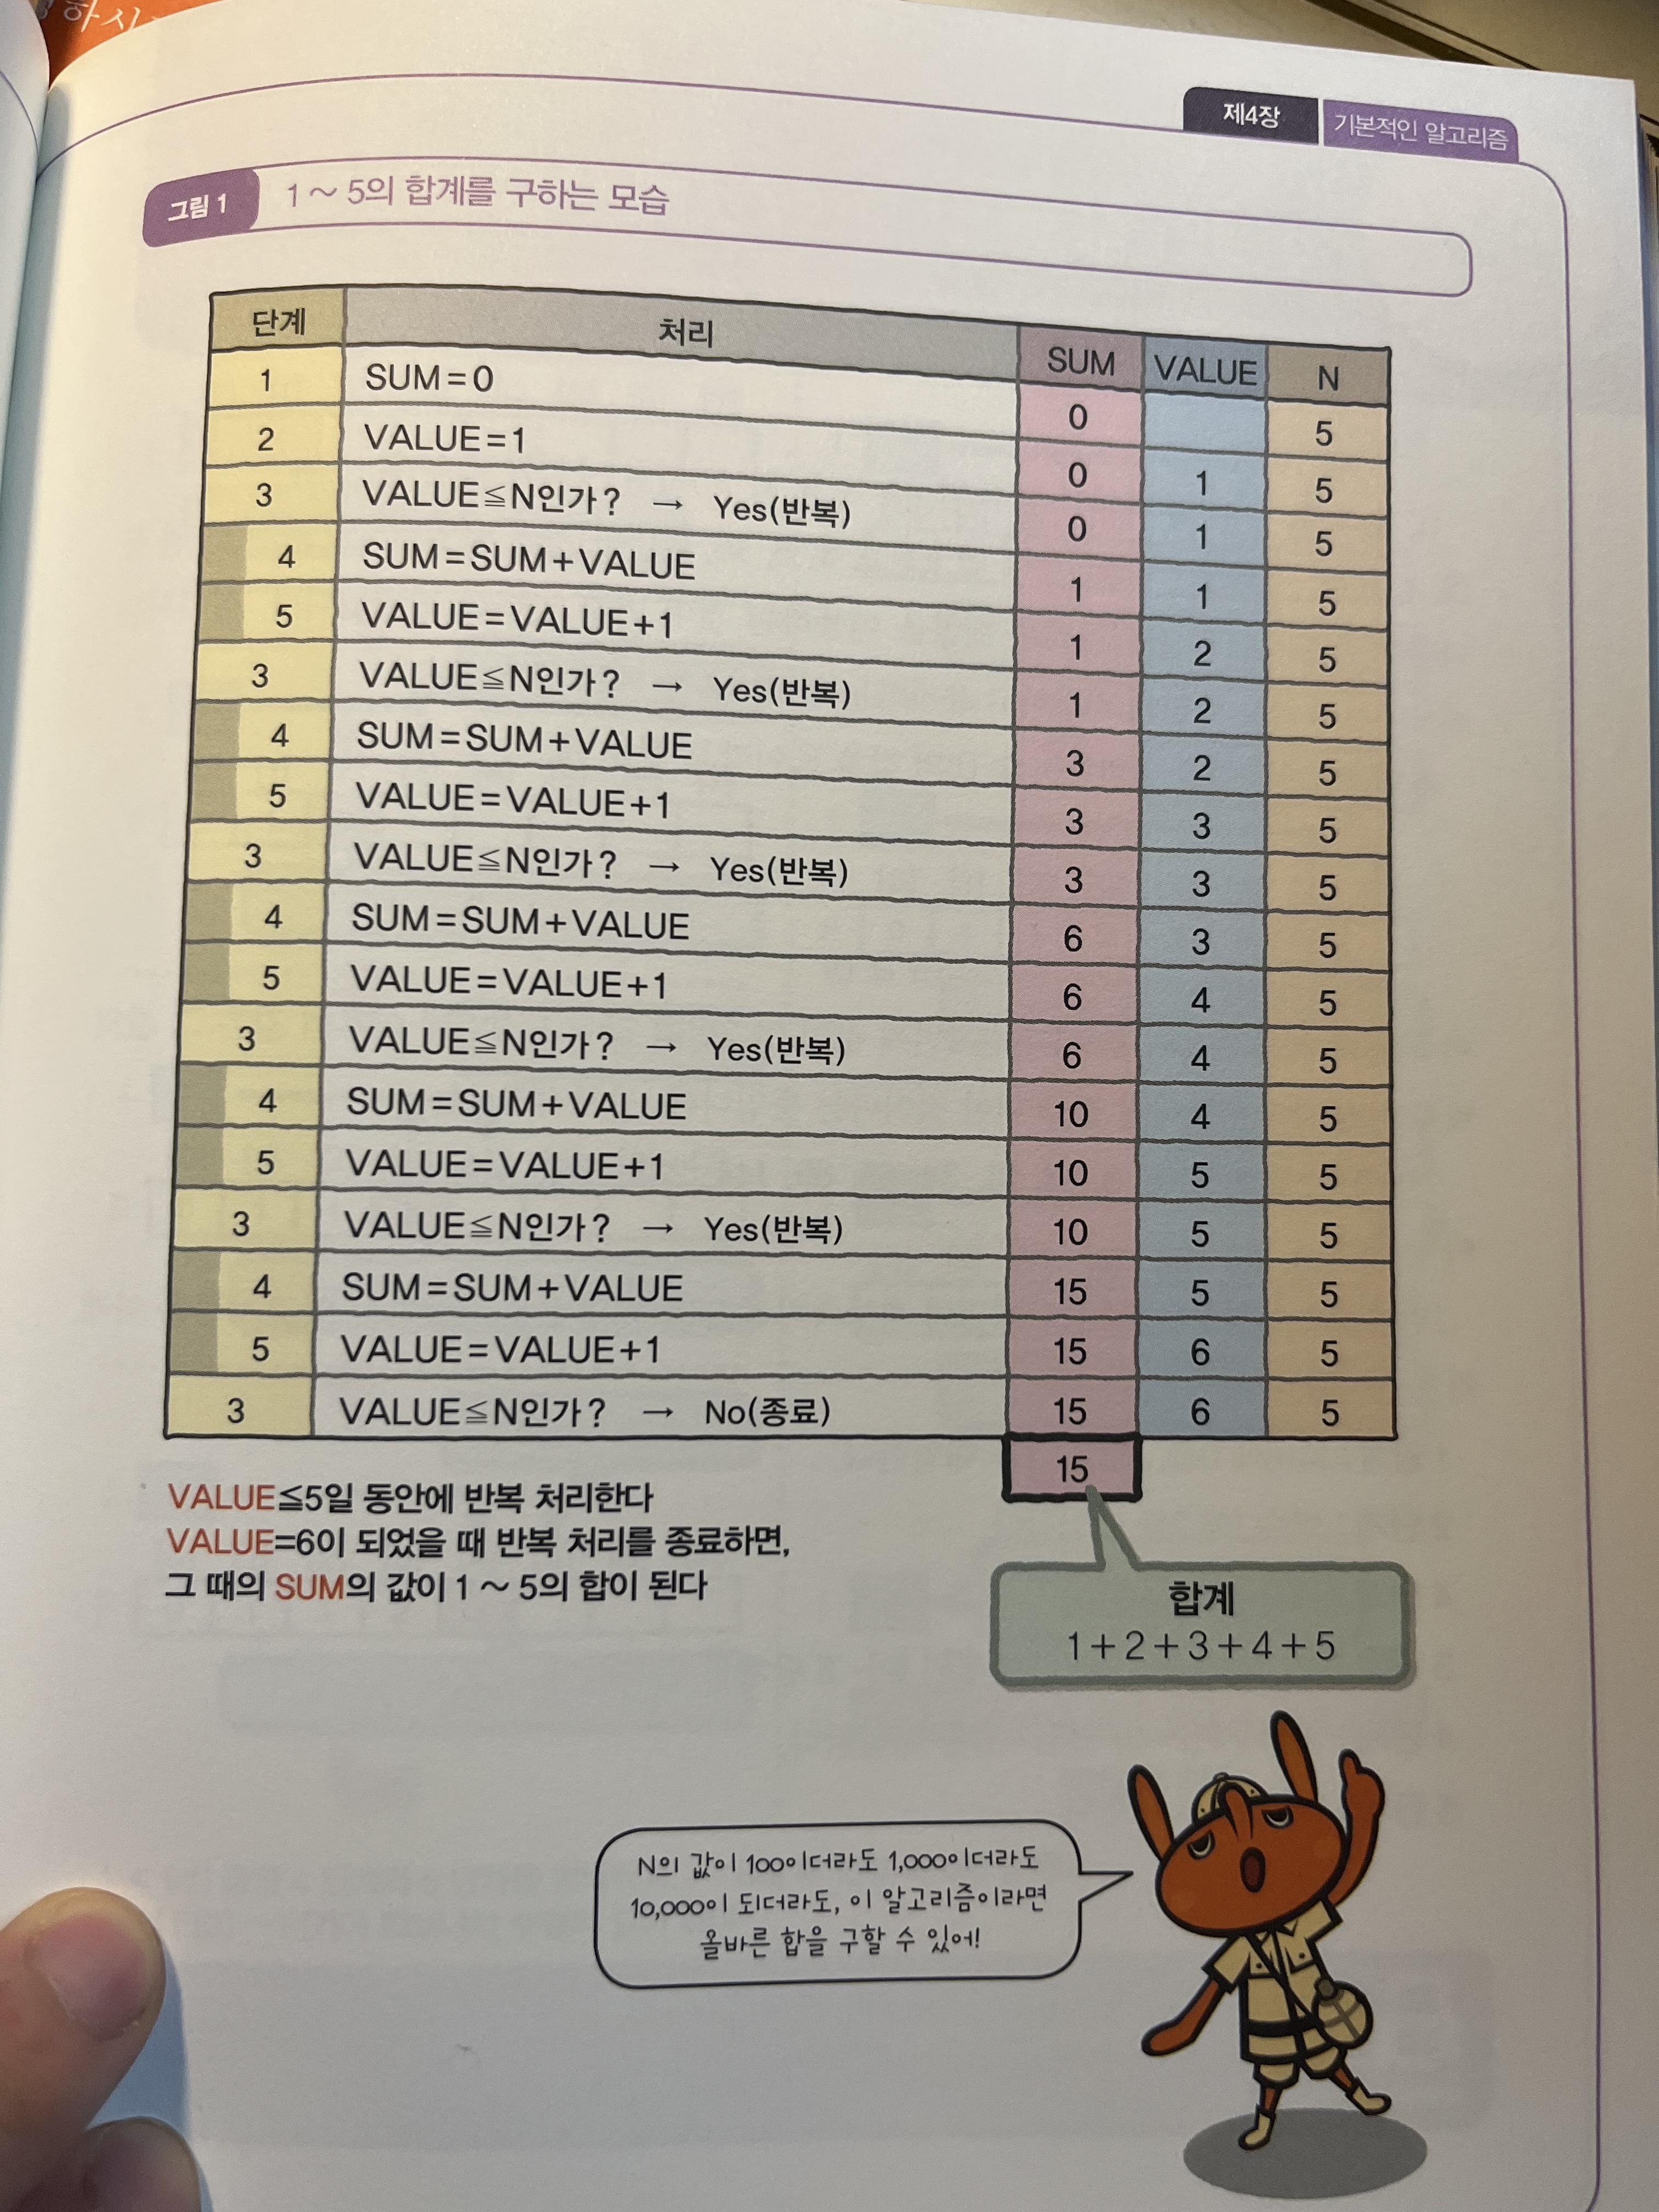 하시
제4장 기본적인 알고리즘
그림 1 1 ~ 5의 합계를 구하는 모습
단계 처리 SUM VALUE N
1 SUM=0 0 5
2 VALUE=1 0 1 5
3 VALUE≦N인가? → Yes(반복) 0 1 5
4 SUM=SUM+VALUE 1 1 5
5 VALUE=VALUE+1 1 2 5
3 VALUE≦N인가? → Yes(반복) 1 2 5
4 SUM=SUM+VALUE 3 2 5
5 VALUE=VALUE+1 3 3 5
3 VALUE≦N인가? → Yes(반복) 3 3 5
4 SUM=SUM+VALUE 6 3 5
5 VALUE=VALUE+1 6 4 5
3 VALUE≦N인가? → Yes(반복) 6 4 5
4 SUM=SUM+VALUE 10 4 5
5 VALUE=VALUE+1 10 5 5
3 VALUE≦N인가? → Yes(반복) 10 5 5
4 SUM=SUM+VALUE 15 5 5
5 VALUE=VALUE+1 15 6 5
3 VALUE≦N인가? → No(종료) 15 6 5
15
VALUE≦5일 동안에 반복 처리한다
VALUE=6이 되었을 때 반복 처리를 종료하면,
그 때의 SUM의 값이 1 ~ 5의 합이 된다
합계
1+2+3+4+5
N의 값이 100이더라도 1,000이더라도
10,000이 되더라도, 이 알고리즘이라면
올바른 합을 구할 수 있어!